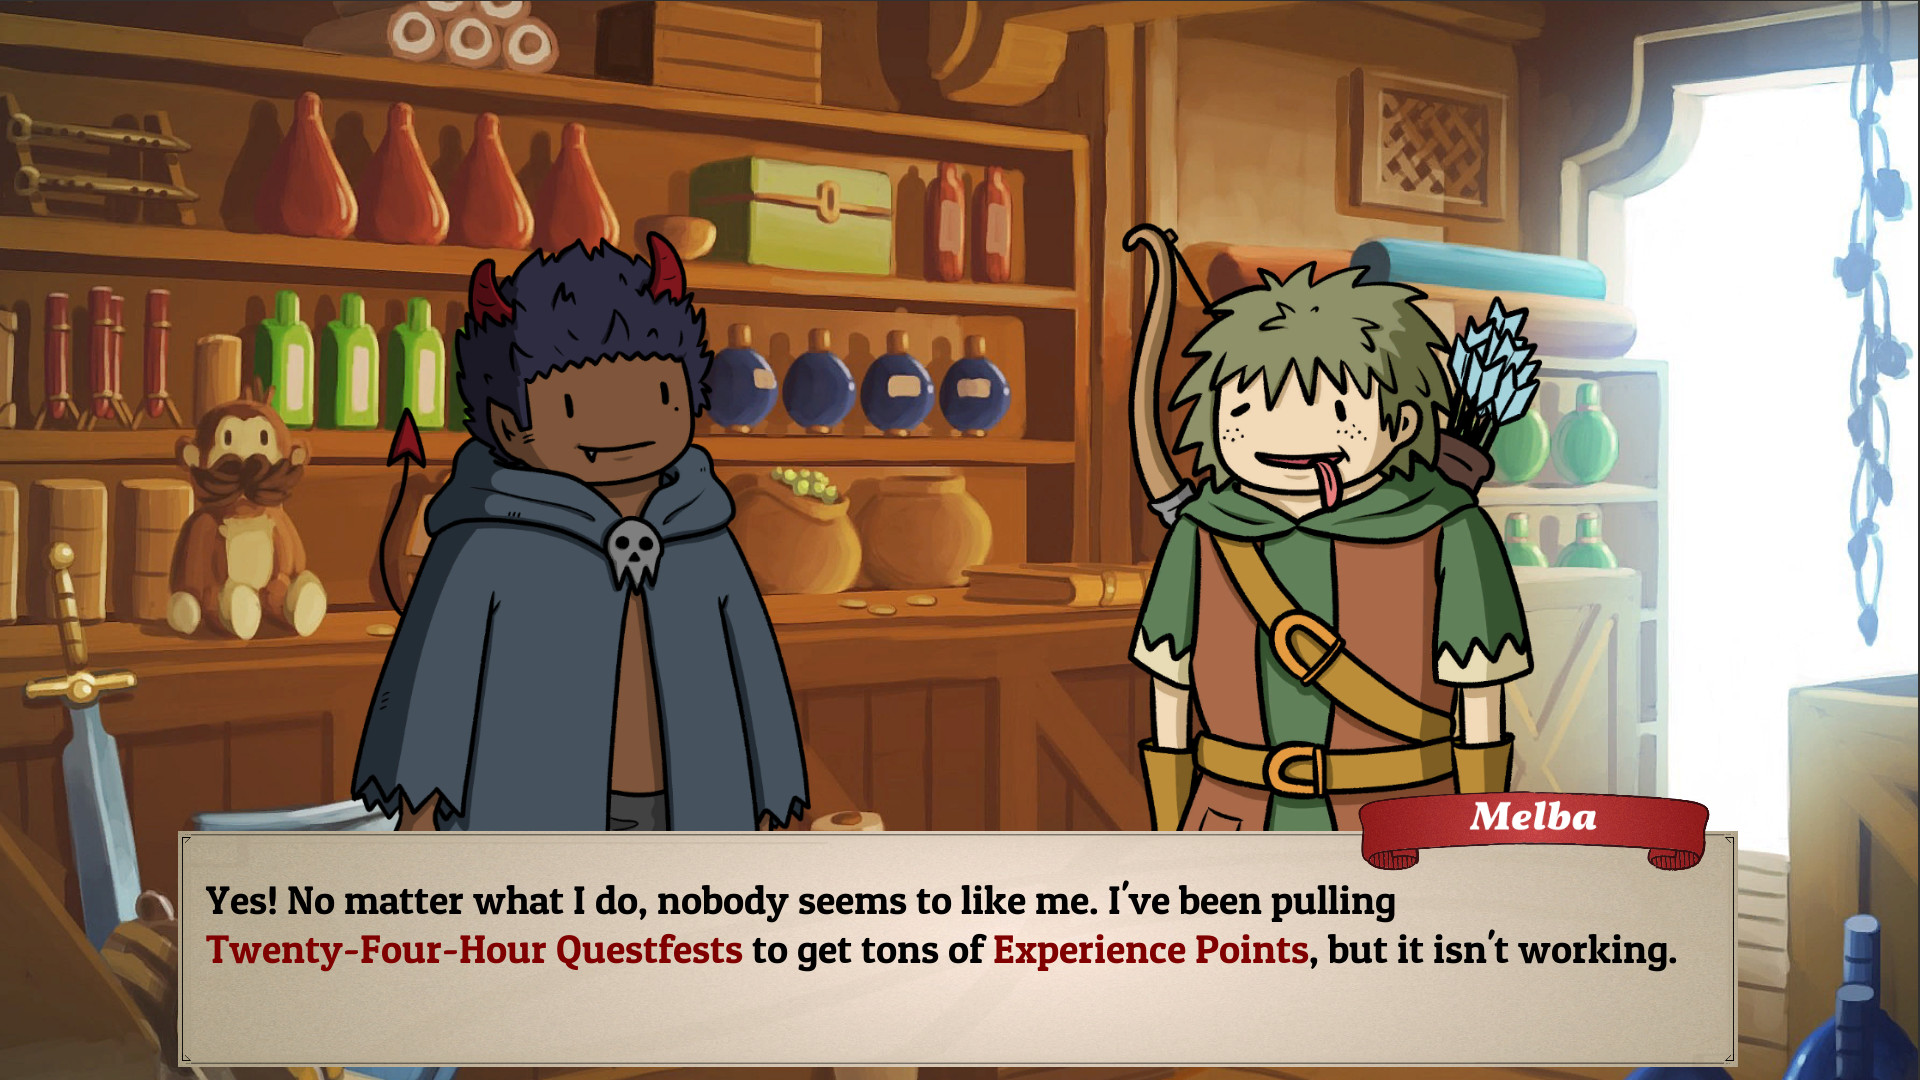 Melba
Yes! No matter what I do, nobody seems to like me. I've been pulling
Twenty-Four-Hour Questfests to get tons of Experience Points, but it isn't working.